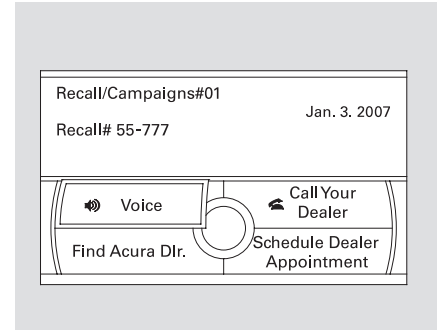 Recall/Campaigns#01
Jan. 3. 2007
Recall# 55-777
Voice
Call Your
Dealer
Find Acura Dlr.
Schedule Dealer
Appointment